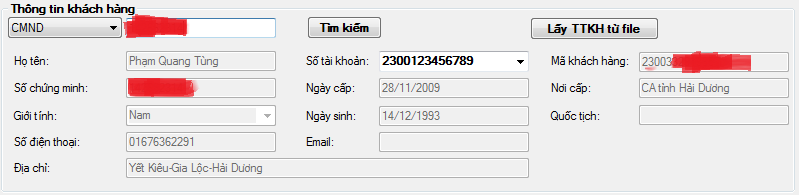 Thông tin khách hàng
CMND Tìm kiếm Lấy TTKH từ file
Họ tên: Phạm Quang Tùng Số tài khoản: 2300123456789 Mã khách hàng: 23003
Số chứng minh: Ngày cấp: 28/11/2009 Nơi cấp: CA tỉnh Hải Dương
Giới tính: Nam Ngày sinh: 14/12/1993 Quốc tịch:
Số điện thoại: 01676362291 Email:
Địa chỉ: Yết Kiêu-Gia Lộc-Hải Dương